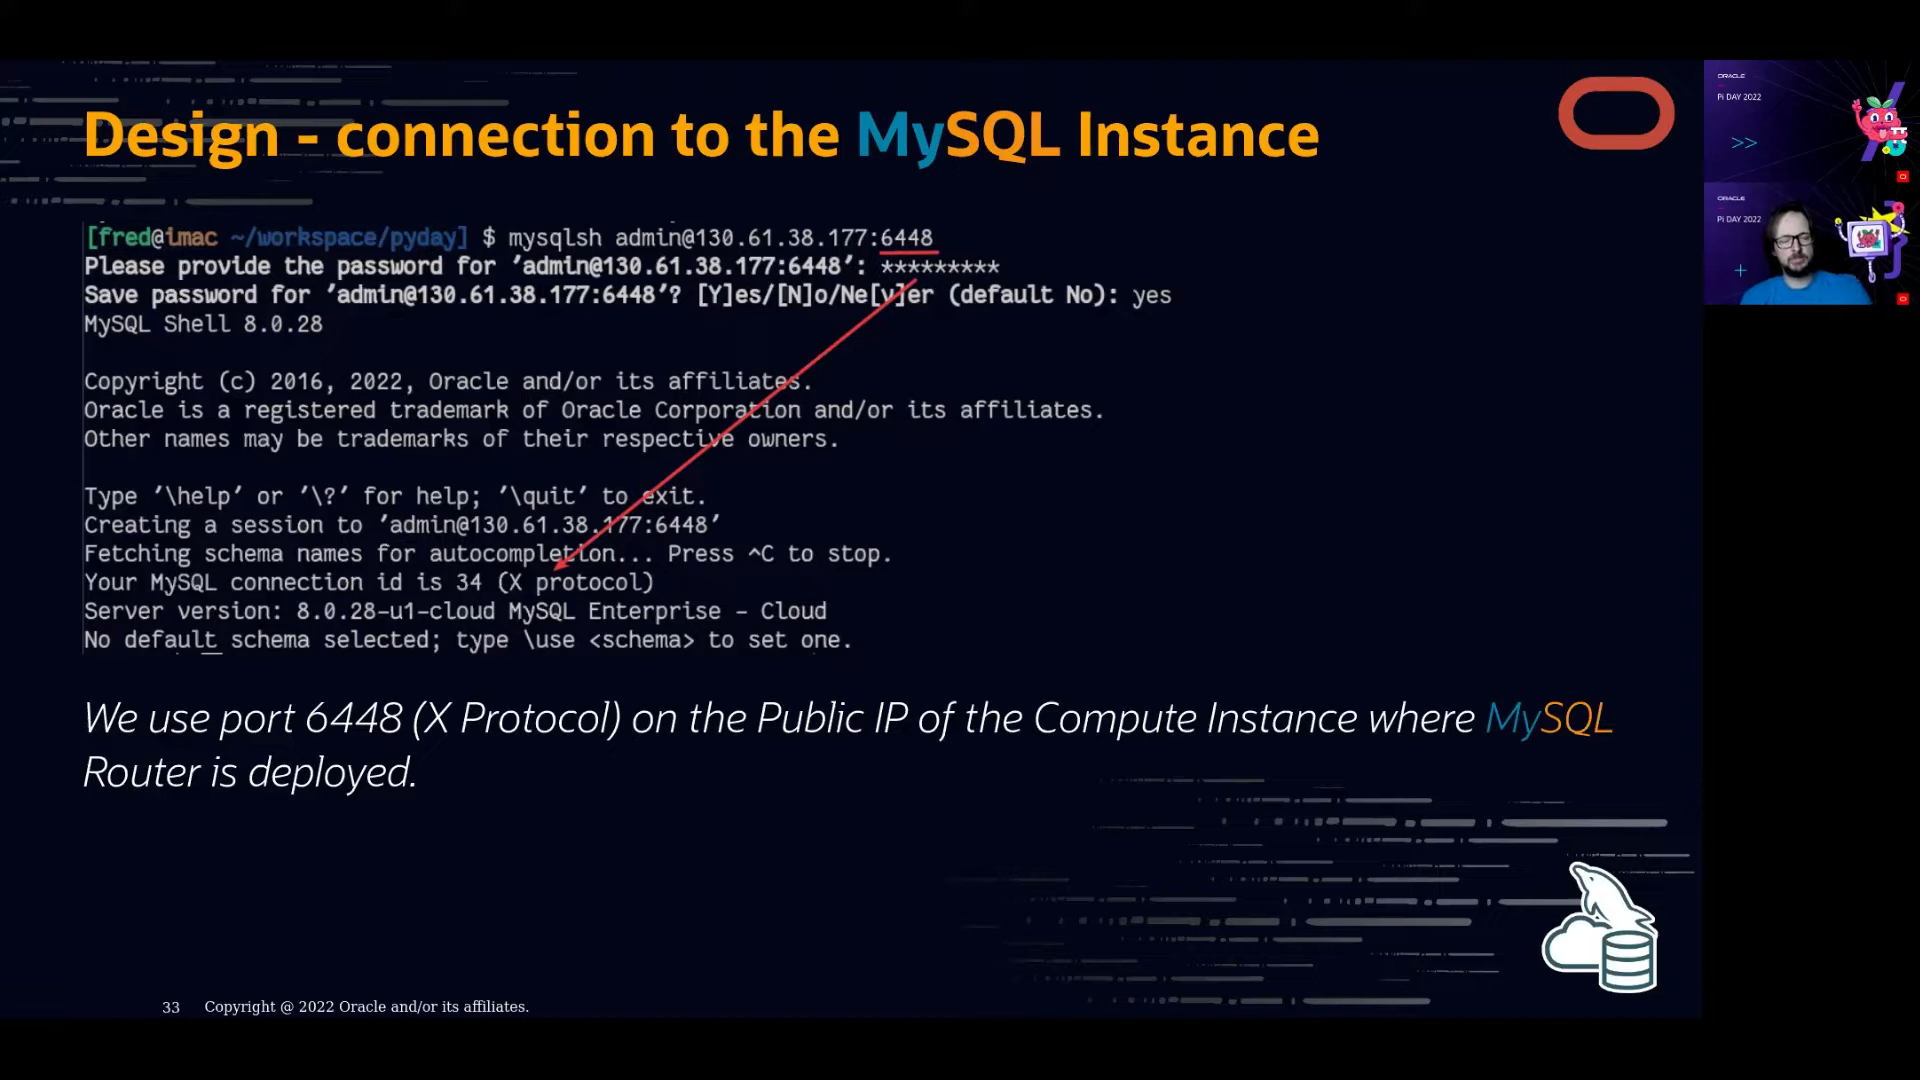 Design - connection to the MySQL Instance
[fred@imac ~/workspace/pyday] $ mysqlsh admin@130.61.38.177:6448
Please provide the password for 'admin@130.61.38.177:6448': *********
Save password for 'admin@130.61.38.177:6448'? [Y]es/[N]o/Ne[v]er (default No): yes
MySQL Shell 8.0.28
Copyright (c) 2016, 2022, Oracle and/or its affiliates.
Oracle is a registered trademark of Oracle Corporation and/or its affiliates.
Other names may be trademarks of their respective owners.
Type '\help' or '\?' for help; '\quit' to exit.
Creating a session to 'admin@130.61.38.177:6448'
Fetching schema names for autocompletion... Press ^C to stop.
Your MySQL connection id is 34 (X protocol)
Server version: 8.0.28-u1-cloud MySQL Enterprise - Cloud
No default schema selected; type \use <schema> to set one.
We use port 6448 (X Protocol) on the Public IP of the Compute Instance where MySQL
Router is deployed.
33 Copyright @ 2022 Oracle and/or its affiliates.
ORACLE
Pi DAY 2022
>>
ORACLE
Pi DAY 2022
+